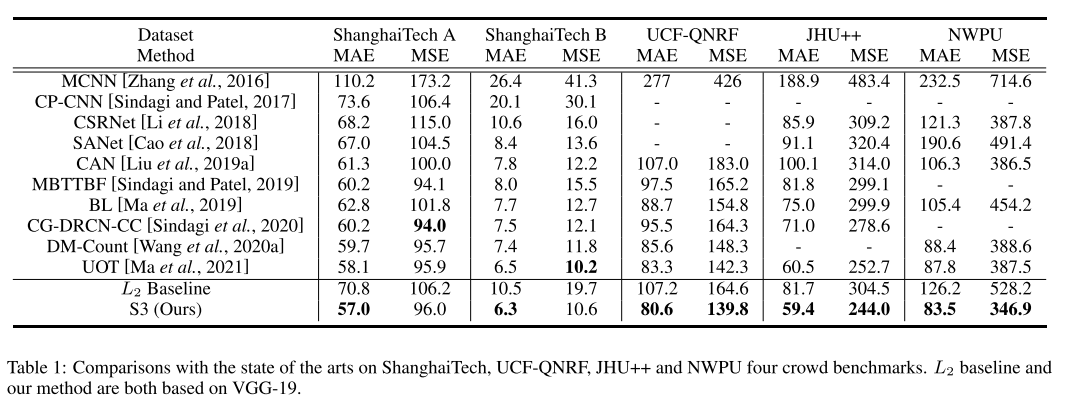 Dataset ShanghaiTech A ShanghaiTech B UCF-QNRF JHU++ NWPU
Method MAE MSE MAE MSE MAE MSE MAE MSE MAE MSE
MCNN [Zhang et al., 2016] 110.2 173.2 26.4 41.3 277 426 188.9 483.4 232.5 714.6
CP-CNN [Sindagi and Patel, 2017] 73.6 106.4 20.1 30.1 - - - - - -
CSRNet [Li et al., 2018] 68.2 115.0 10.6 16.0 - - 85.9 309.2 121.3 387.8
SANet [Cao et al., 2018] 67.0 104.5 8.4 13.6 - - 91.1 320.4 190.6 491.4
CAN [Liu et al., 2019a] 61.3 100.0 7.8 12.2 107.0 183.0 100.1 314.0 106.3 386.5
MBTTBF [Sindagi and Patel, 2019] 60.2 94.1 8.0 15.5 97.5 165.2 81.8 299.1 - -
BL [Ma et al., 2019] 62.8 101.8 7.7 12.7 88.7 154.8 75.0 299.9 105.4 454.2
CG-DRCN-CC [Sindagi et al., 2020] 60.2 94.0 7.5 12.1 95.5 164.3 71.0 278.6 - -
DM-Count [Wang et al., 2020a] 59.7 95.7 7.4 11.8 85.6 148.3 - - 88.4 388.6
UOT [Ma et al., 2021] 58.1 95.9 6.5 10.2 83.3 142.3 60.5 252.7 87.8 387.5
L2 Baseline 70.8 106.2 10.5 19.7 107.2 164.6 81.7 304.5 126.2 528.2
S3 (Ours) 57.0 96.0 6.3 10.6 80.6 139.8 59.4 244.0 83.5 346.9
Table 1: Comparisons with the state of the arts on ShanghaiTech, UCF-QNRF, JHU++ and NWPU four crowd benchmarks. L2 baseline and
our method are both based on VGG-19.